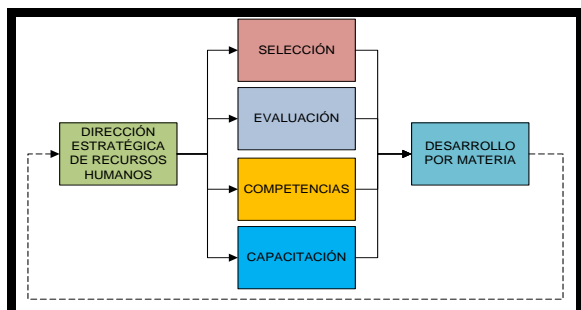 SELECCIÓN
EVALUACIÓN
DIRECCIÓN
ESTRATÉGICA
DE RECURSOS
HUMANOS
DESARROLLO
POR MATERIA
COMPETENCIAS
CAPACITACIÓN